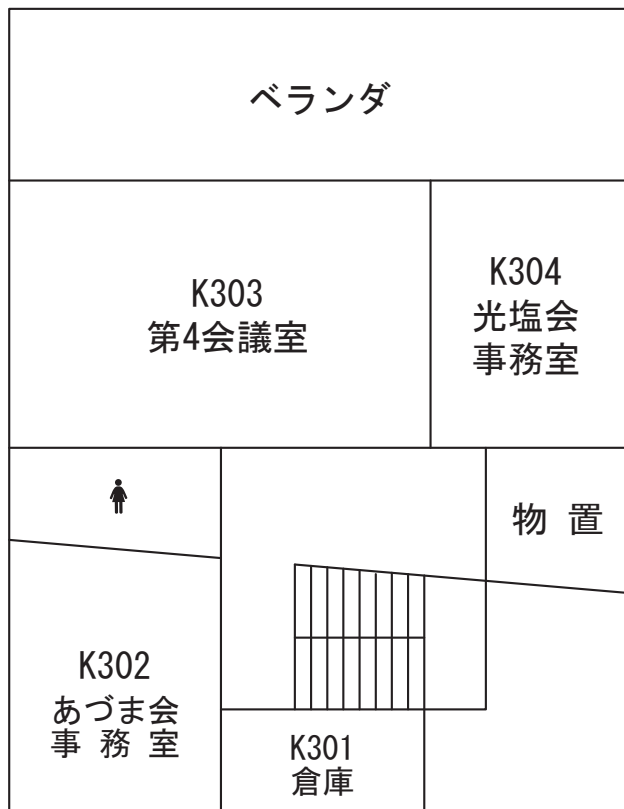 ベランダ
K303
第4会議室
K304
光塩会
事務室
物 置
K302
あづま会
事 務 室
K301
倉庫